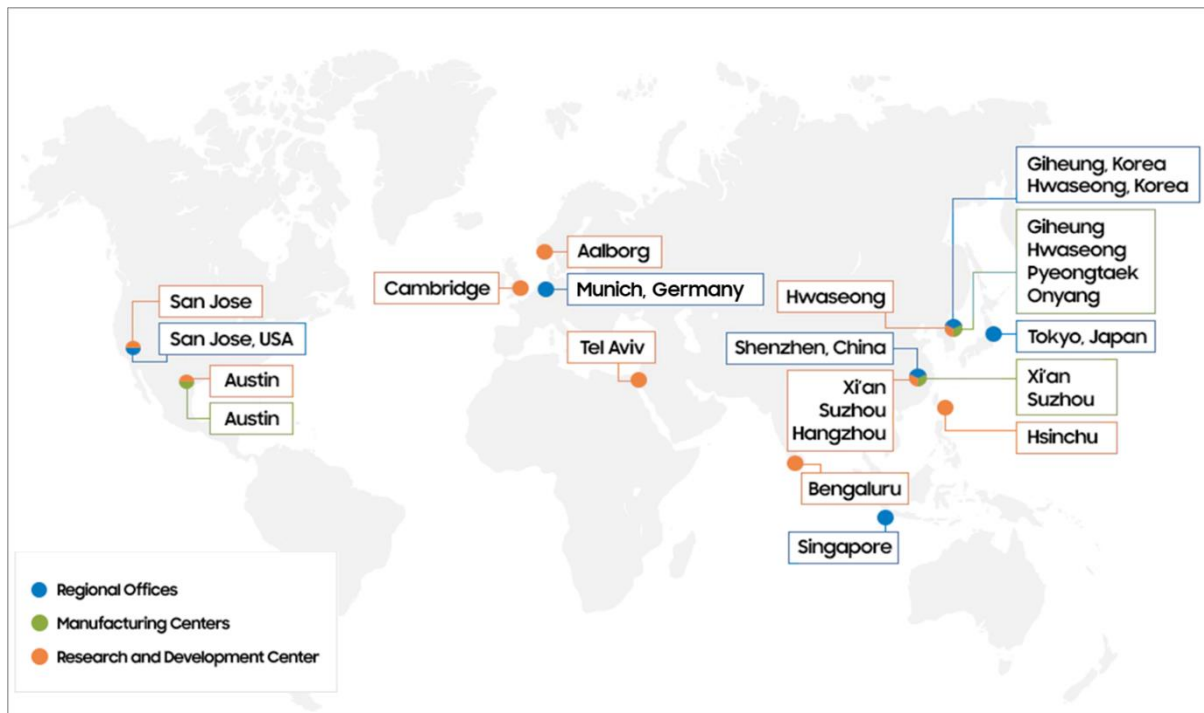 Giheung, Korea
Hwaseong, Korea
Giheung
Hwaseong
Pyeongtaek
Onyang
Aalborg
Cambridge
Munich, Germany
Hwaseong
San Jose
San Jose, USA
Tel Aviv
Shenzhen, China
Tokyo, Japan
Austin
Austin
Xi'an
Suzhou
Hangzhou
Xi'an
Suzhou
Hsinchu
Bengaluru
Singapore
Regional Offices
Manufacturing Centers
Research and Development Center